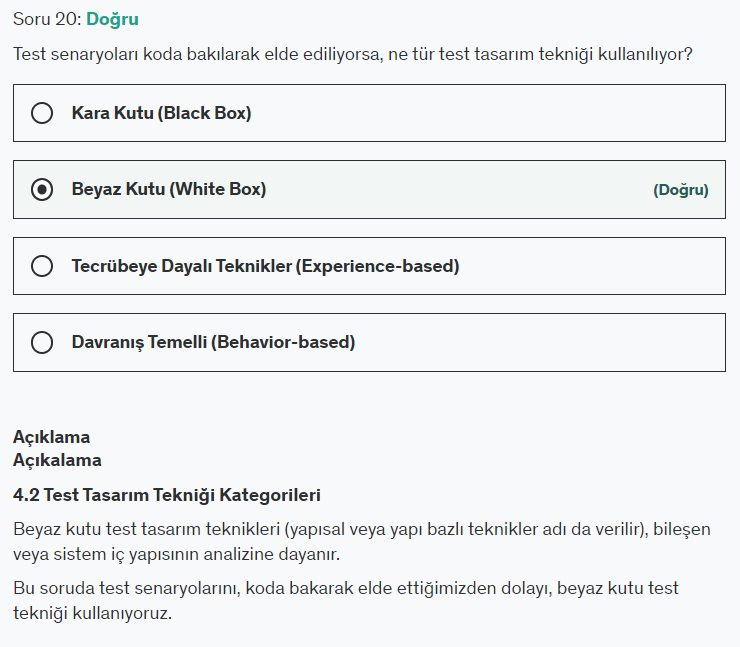 Soru 20: Doğru
Test senaryoları koda bakılarak elde ediliyorsa, ne tür test tasarım tekniği kullanılıyor?
Kara Kutu (Black Box)
Beyaz Kutu (White Box) (Doğru)
Tecrübeye Dayalı Teknikler (Experience-based)
Davranış Temelli (Behavior-based)
Açıklama
Açıkalama
4.2 Test Tasarım Tekniği Kategorileri
Beyaz kutu test tasarım teknikleri (yapısal veya yapı bazlı teknikler adı da verilir), bileşen
veya sistem iç yapısının analizine dayanır.
Bu soruda test senaryolarını, koda bakarak elde ettiğimizden dolayı, beyaz kutu test
tekniği kullanıyoruz.